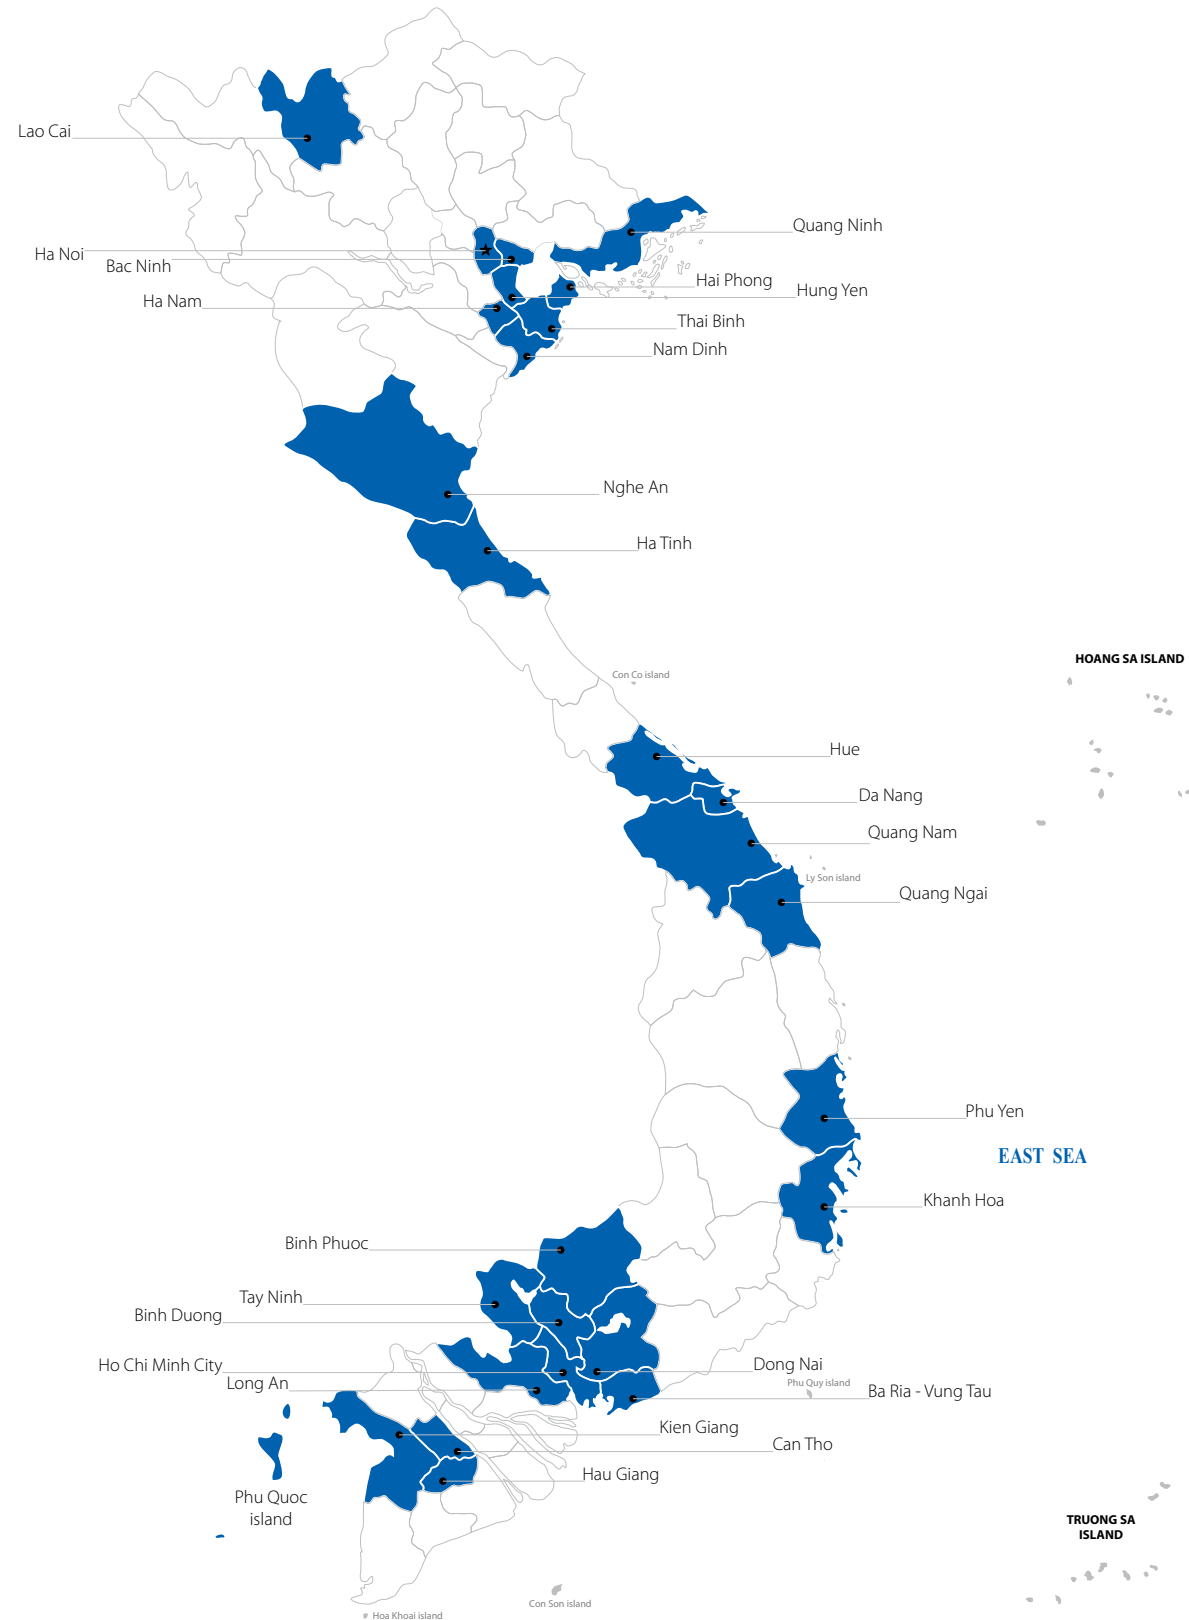 Lao Cai
Quang Ninh
Ha Noi
Bac Ninh
Hai Phong
Hung Yen
Ha Nam
Thai Binh
Nam Dinh
Nghe An
Ha Tinh
HOANG SA ISLAND
Con Co island
Hue
Da Nang
Quang Nam
Ly Son island
Quang Ngai
Phu Yen
EAST SEA
Khanh Hoa
Binh Phuoc
Tay Ninh
Binh Duong
Ho Chi Minh City
Dong Nai
Long An
Phu Quy island
Ba Ria - Vung Tau
Kien Giang
Can Tho
Hau Giang
Phu Quoc
island
TRUONG SA
ISLAND
Con Son island
Hoa Khoai island